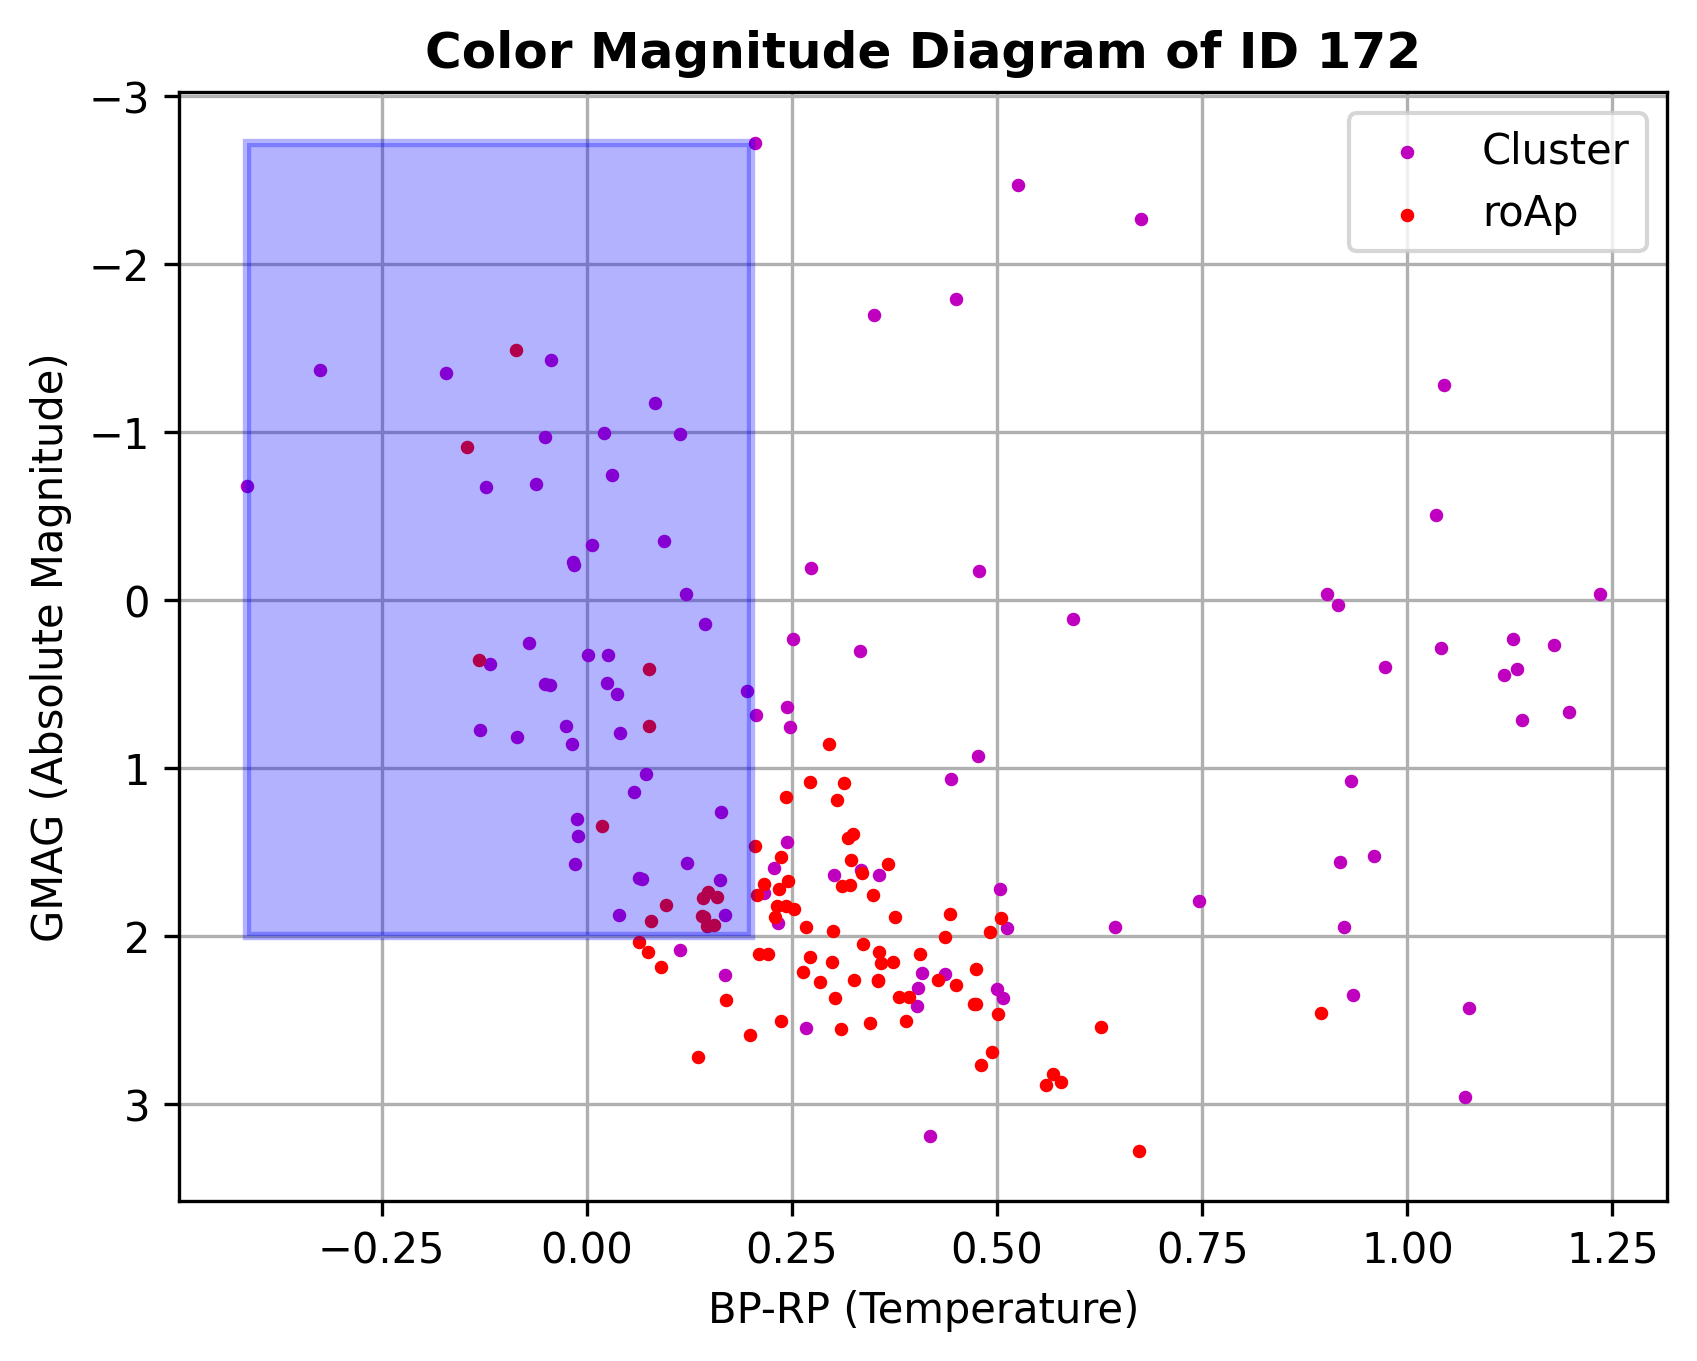 Color Magnitude Diagram of ID 172
Cluster
roAp
−3
−2
−1
0
1
2
3
GMAG (Absolute Magnitude)
−0.25 0.00 0.25 0.50 0.75 1.00 1.25
BP-RP (Temperature)